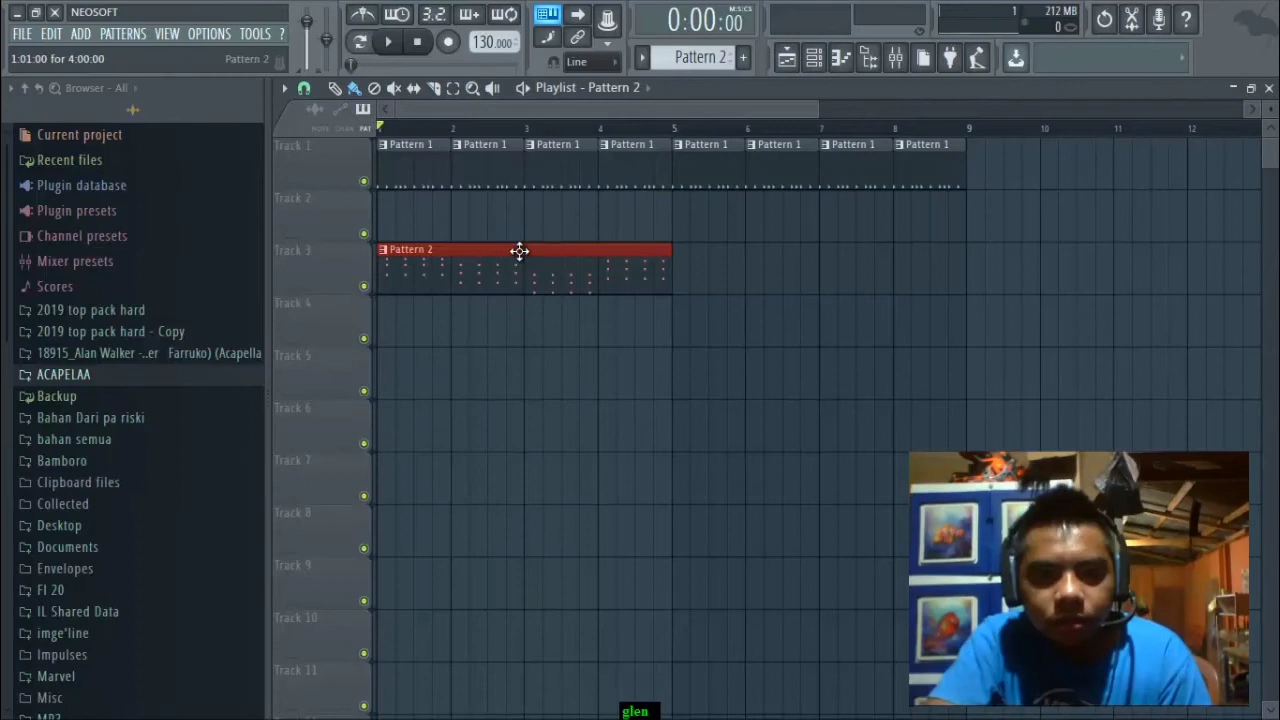 NEOSOFT
FILE EDIT ADD PATTERNS VIEW OPTIONS TOOLS ?
1:01:00 for 4:00:00
Pattern 2
3.2
130.000
Line
M:S:CS
0:00:00
Pattern 2
1
212 MB
0
Browser - All
Playlist - Pattern 2
NOTE CHAN PAT
1 2 3 4 5 6 7 8 9 10 11 12
Current project
Recent files
Plugin database
Plugin presets
Channel presets
Mixer presets
Scores
2019 top pack hard
2019 top pack hard - Copy
18915_Alan Walker -..er Farruko) (Acapella
ACAPELAA
Backup
Bahan Dari pa riski
bahan semua
Bamboro
Clipboard files
Collected
Desktop
Documents
Envelopes
Fl 20
IL Shared Data
imge'line
Impulses
Marvel
Misc
MP3
Track 1
Pattern 1 Pattern 1 Pattern 1 Pattern 1 Pattern 1 Pattern 1 Pattern 1 Pattern 1
Track 2
Track 3
Pattern 2
Track 4
Track 5
Track 6
Track 7
Track 8
Track 9
Track 10
Track 11
glen